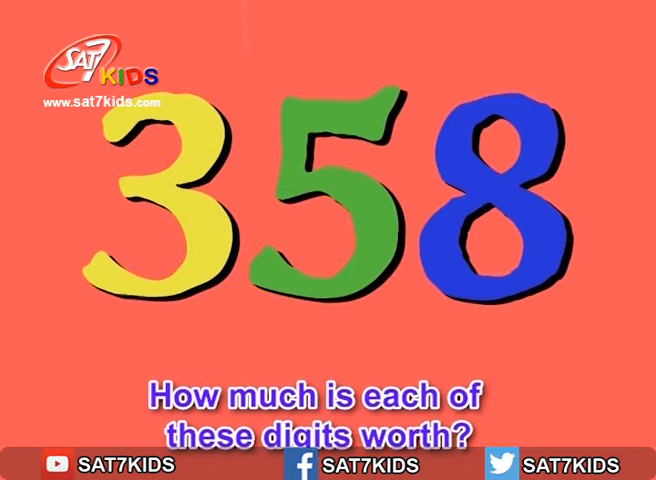 SAT7
KIDS
www.sat7kids.com
358
How much is each of
these digits worth?
SAT7KIDS SAT7KIDS SAT7KIDS